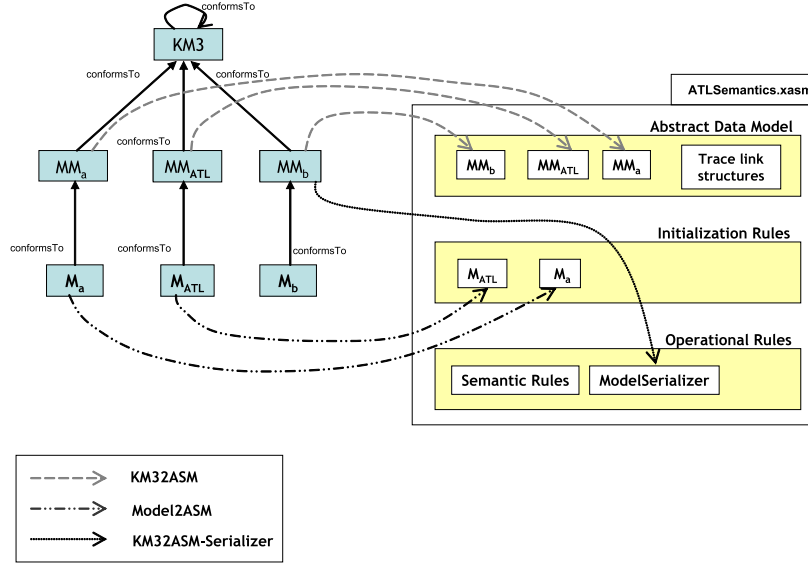 conformsTo
KM3
conformsTo
conformsTo
ATLSemantics.xasm
Abstract Data Model
conformsTo
MMa
MMATL
MMb
MMb
MMATL
MMa
Trace link
structures
Initialization Rules
conformsTo
conformsTo
conformsTo
Ma
MATL
Mb
MATL
Ma
Operational Rules
Semantic Rules
ModelSerializer
KM32ASM
Model2ASM
KM32ASM-Serializer